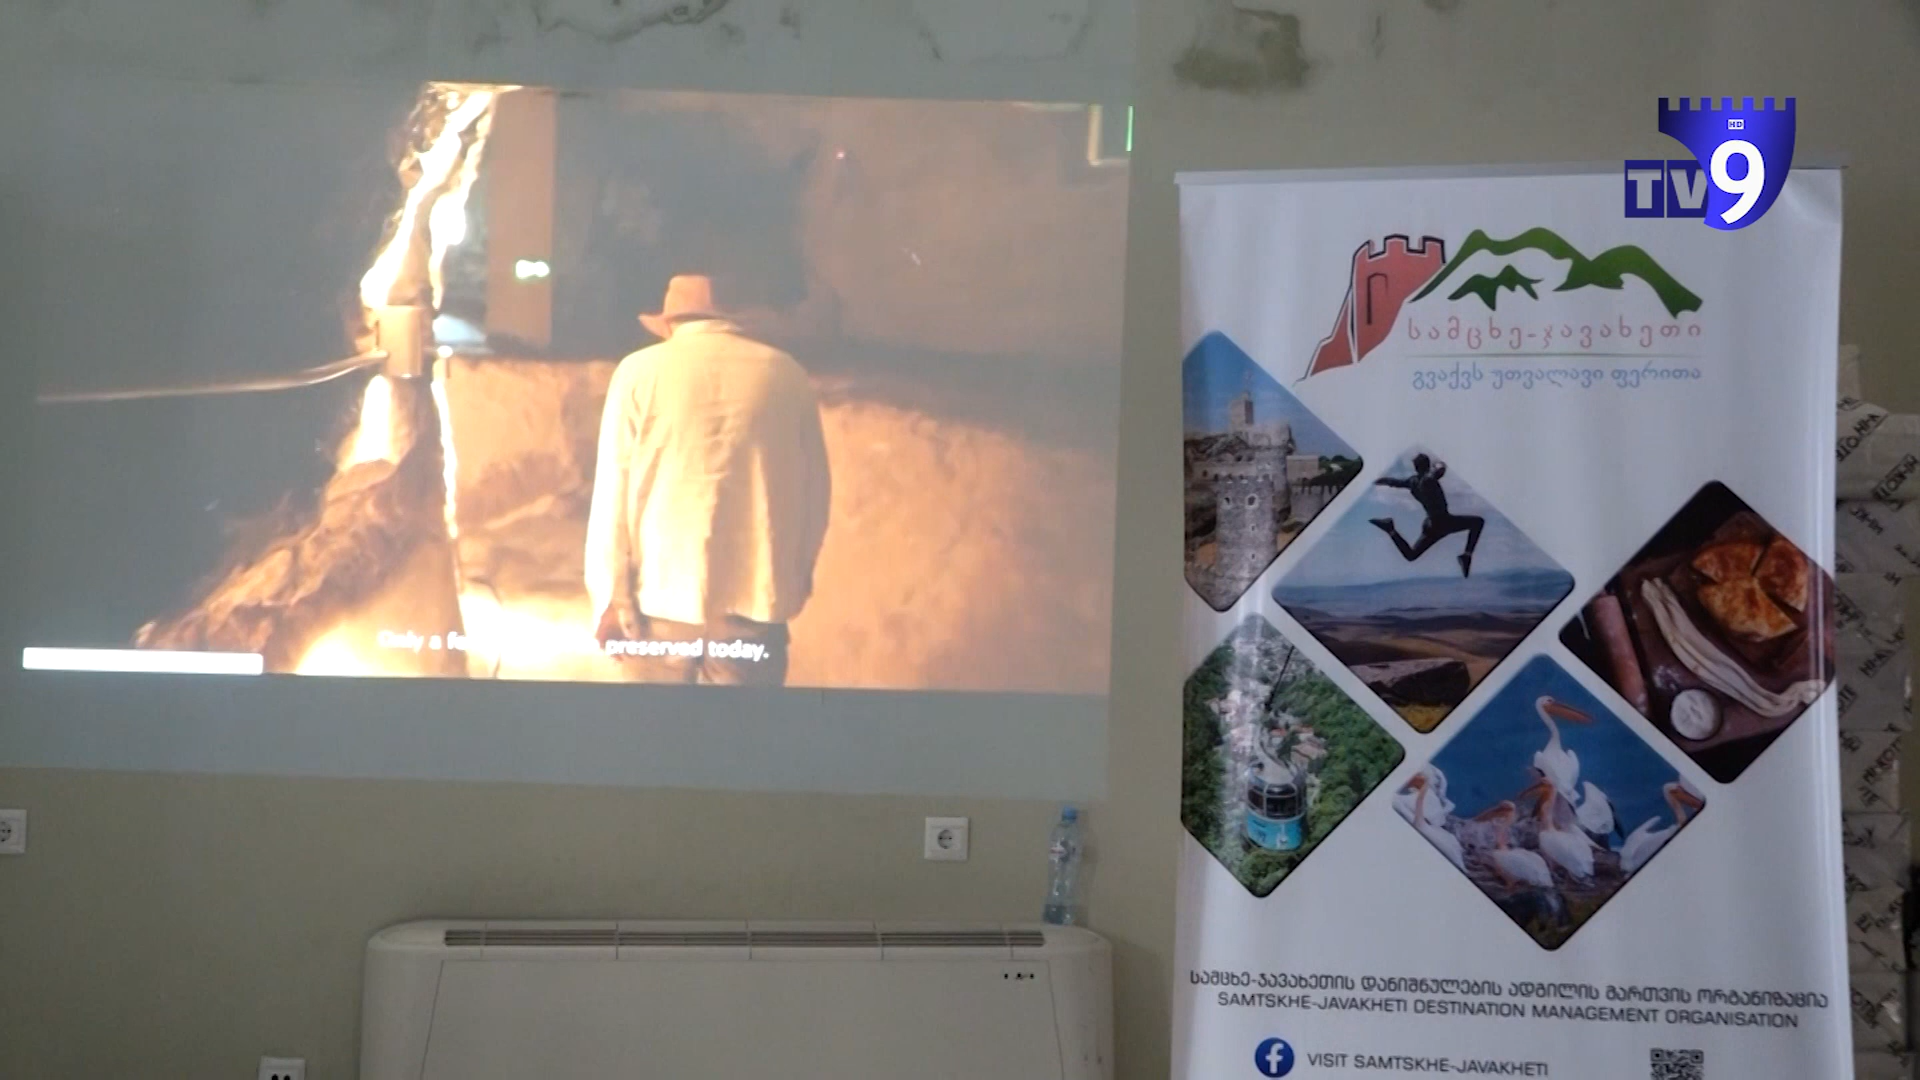 HD
TV9
სამცხე-ჯავახეთი
გვაქვს უთვალავი ფერითა
Only a preserved today.
სამცხე-ჯავახეთის დანიშნულების ადგილის მართვის ორგანიზაცია
SAMTSKHE-JAVAKHETI DESTINATION MANAGEMENT ORGANISATION
VISIT SAMTSKHE-JAVAKHETI